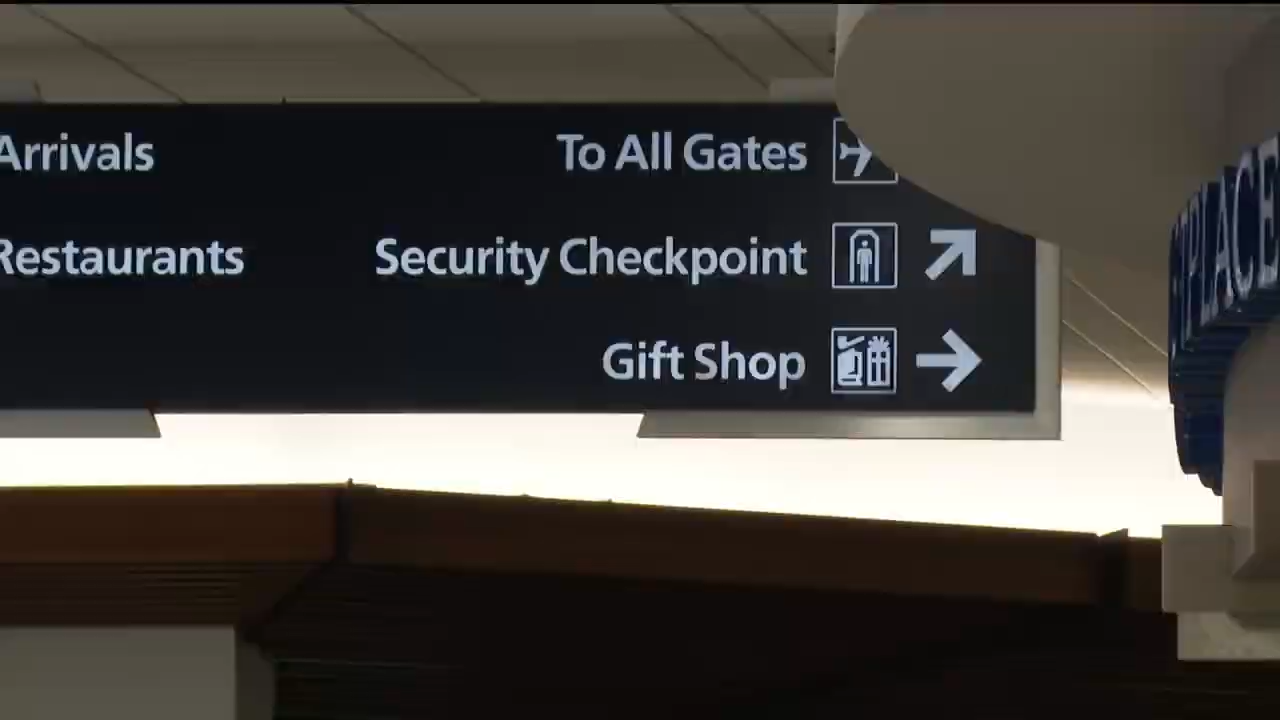 Arrivals
To All Gates
Restaurants
Security Checkpoint
Gift Shop